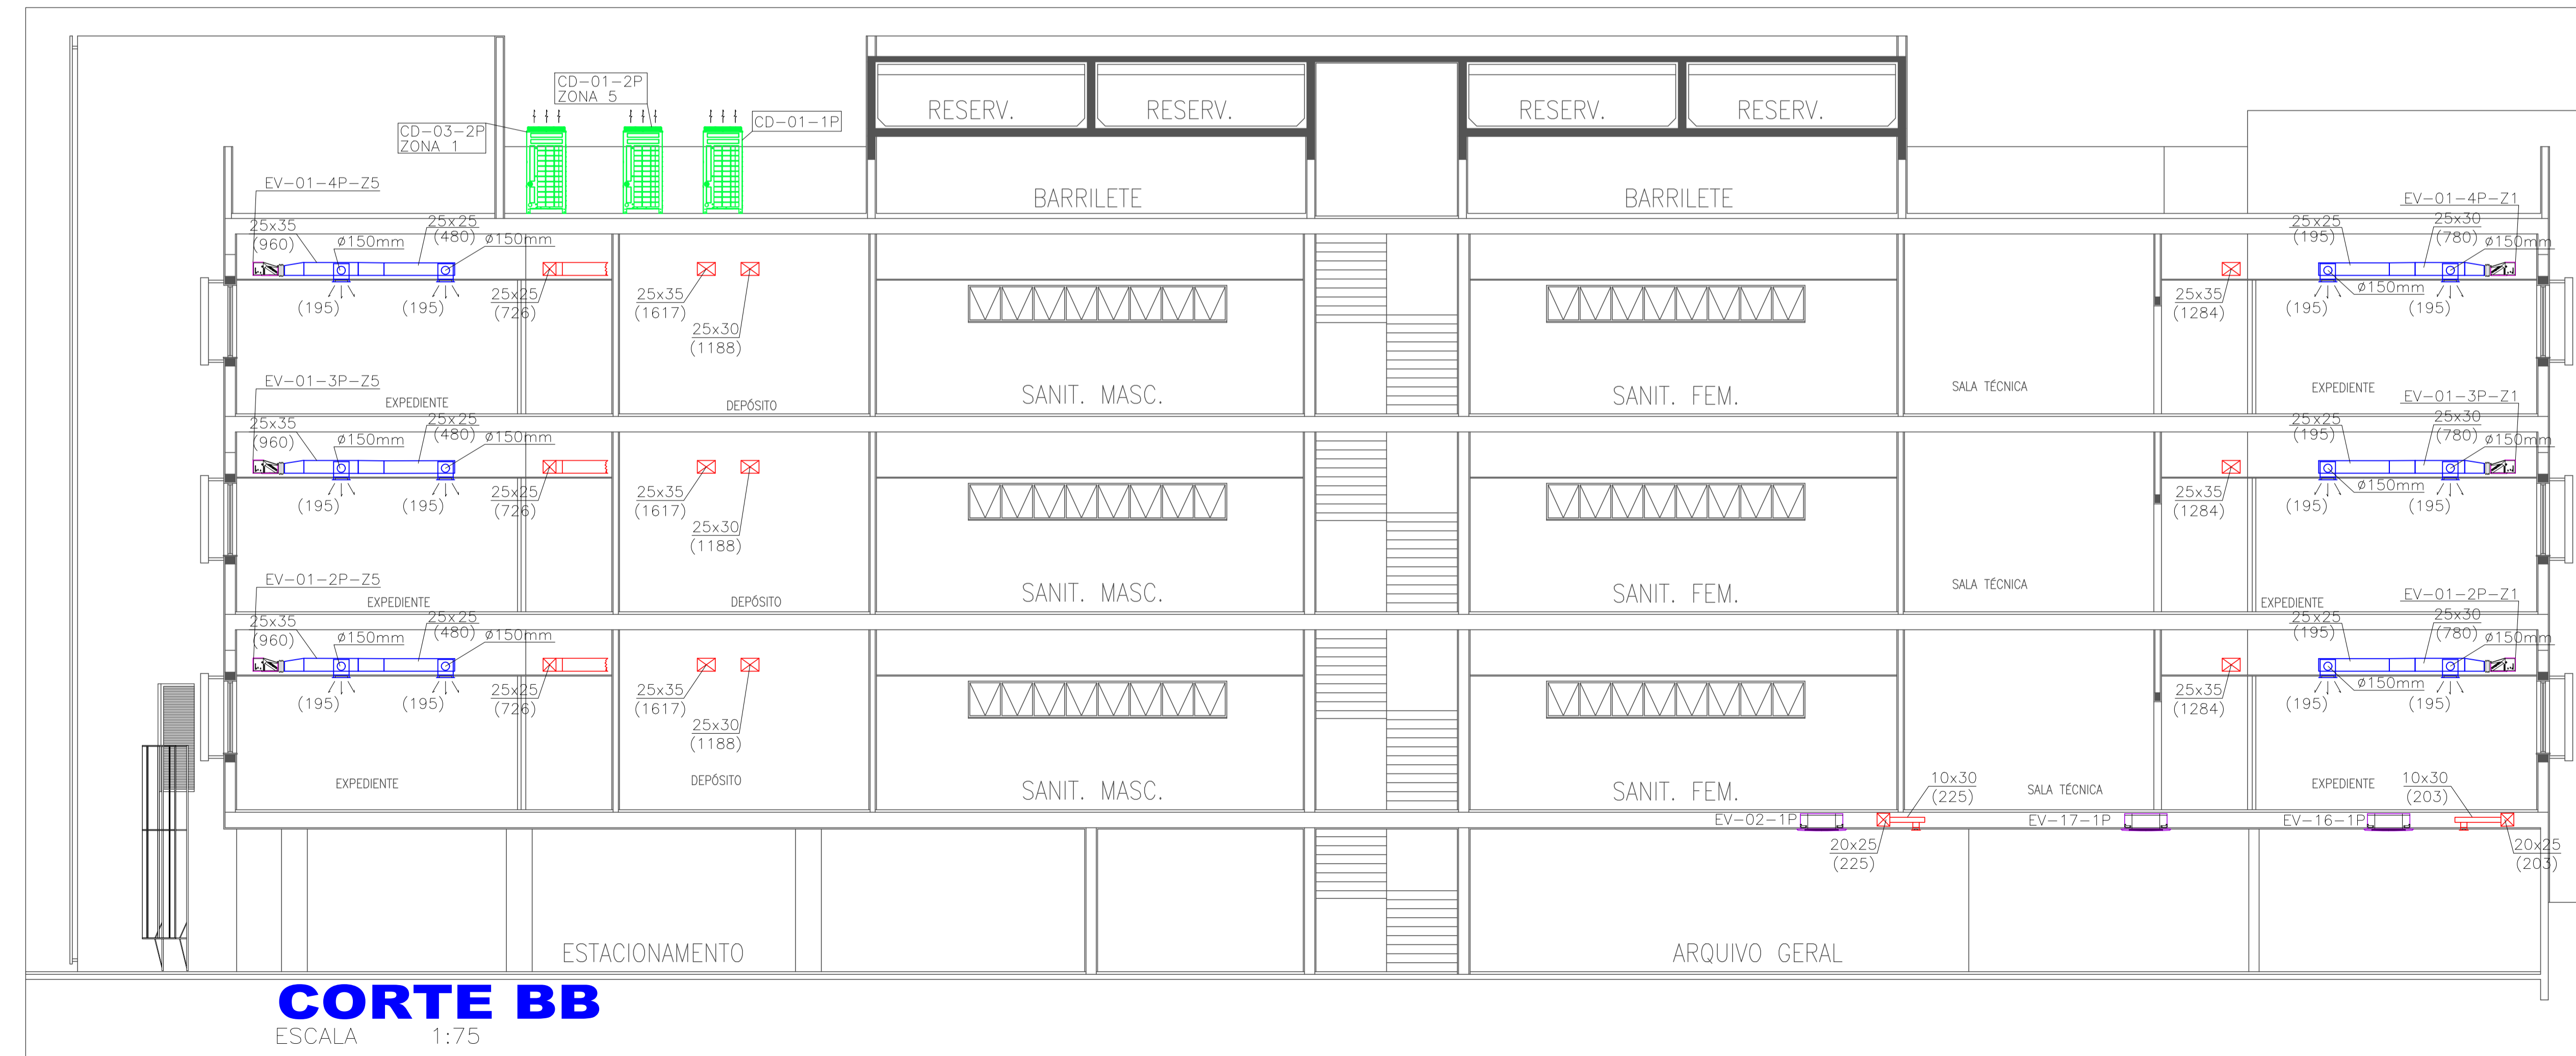 RESERV.
RESERV.
RESERV.
RESERV.
CD-01-2P
ZONA 5
CD-01-1P
CD-03-2P
ZONA 1
BARRILETE
BARRILETE
EV-01-4P-Z5
25x35
(960)
ø150mm
25x25
(480)
ø150mm
(195)
(195)
25x25
(726)
25x35
(1617)
25x30
(1188)
EV-01-4P-Z1
25x25
(195)
25x30
(780)
ø150mm
25x35
(1284)
ø150mm
(195)
(195)
EXPEDIENTE
DEPÓSITO
SANIT. MASC.
SANIT. FEM.
SALA TÉCNICA
EXPEDIENTE
EV-01-3P-Z5
25x35
(960)
ø150mm
25x25
(480)
ø150mm
(195)
(195)
25x25
(726)
25x35
(1617)
25x30
(1188)
EV-01-3P-Z1
25x25
(195)
25x30
(780)
ø150mm
25x35
(1284)
ø150mm
(195)
(195)
EXPEDIENTE
DEPÓSITO
SANIT. MASC.
SANIT. FEM.
SALA TÉCNICA
EXPEDIENTE
EV-01-2P-Z5
25x35
(960)
ø150mm
25x25
(480)
ø150mm
(195)
(195)
25x25
(726)
25x35
(1617)
25x30
(1188)
EV-01-2P-Z1
25x25
(195)
25x30
(780)
ø150mm
25x35
(1284)
ø150mm
(195)
(195)
EXPEDIENTE
DEPÓSITO
SANIT. MASC.
SANIT. FEM.
SALA TÉCNICA
EXPEDIENTE
10x30
(225)
10x30
(203)
EV-02-1P
EV-17-1P
EV-16-1P
20x25
(225)
20x25
(203)
ESTACIONAMENTO
ARQUIVO GERAL
CORTE BB
ESCALA 1:75